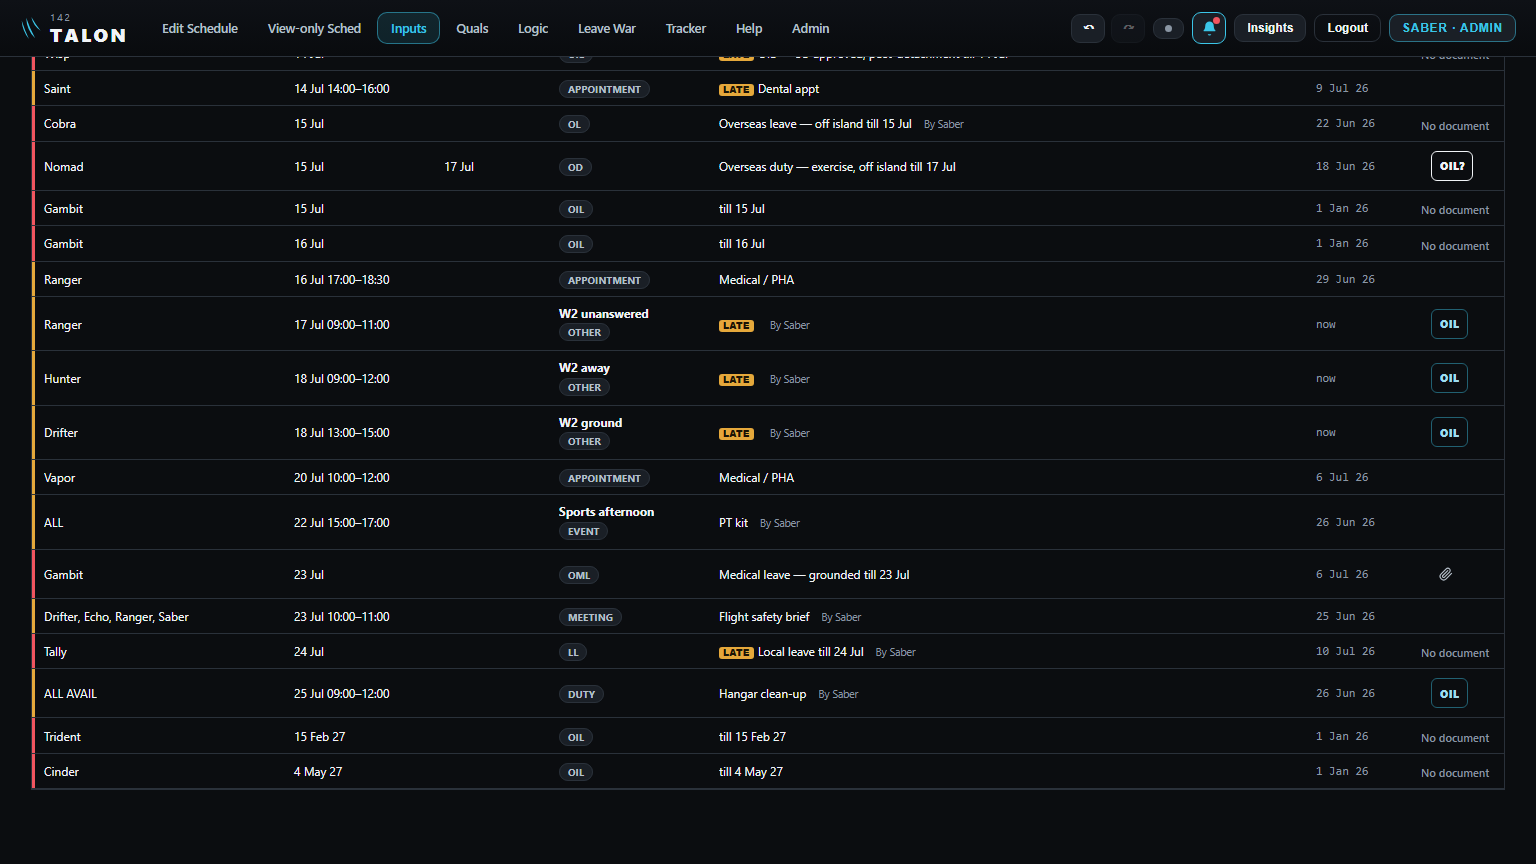 142
TALON
Edit Schedule
View-only Sched
Inputs
Quals
Logic
Leave War
Tracker
Help
Admin
Insights
Logout
SABER · ADMIN
Saint 14 Jul 14:00–16:00 APPOINTMENT LATE Dental appt 9 Jul 26
Cobra 15 Jul OL Overseas leave — off island till 15 Jul By Saber 22 Jun 26 No document
Nomad 15 Jul 17 Jul OD Overseas duty — exercise, off island till 17 Jul 18 Jun 26 OIL?
Gambit 15 Jul OIL till 15 Jul 1 Jan 26 No document
Gambit 16 Jul OIL till 16 Jul 1 Jan 26 No document
Ranger 16 Jul 17:00–18:30 APPOINTMENT Medical / PHA 29 Jun 26
W2 unanswered
Ranger 17 Jul 09:00–11:00 OTHER LATE By Saber now OIL
W2 away
Hunter 18 Jul 09:00–12:00 OTHER LATE By Saber now OIL
W2 ground
Drifter 18 Jul 13:00–15:00 OTHER LATE By Saber now OIL
Vapor 20 Jul 10:00–12:00 APPOINTMENT Medical / PHA 6 Jul 26
Sports afternoon
ALL 22 Jul 15:00–17:00 EVENT PT kit By Saber 26 Jun 26
Gambit 23 Jul OML Medical leave — grounded till 23 Jul 6 Jul 26
Drifter, Echo, Ranger, Saber 23 Jul 10:00–11:00 MEETING Flight safety brief By Saber 25 Jun 26
Tally 24 Jul LL LATE Local leave till 24 Jul By Saber 10 Jul 26 No document
ALL AVAIL 25 Jul 09:00–12:00 DUTY Hangar clean-up By Saber 26 Jun 26 OIL
Trident 15 Feb 27 OIL till 15 Feb 27 1 Jan 26 No document
Cinder 4 May 27 OIL till 4 May 27 1 Jan 26 No document